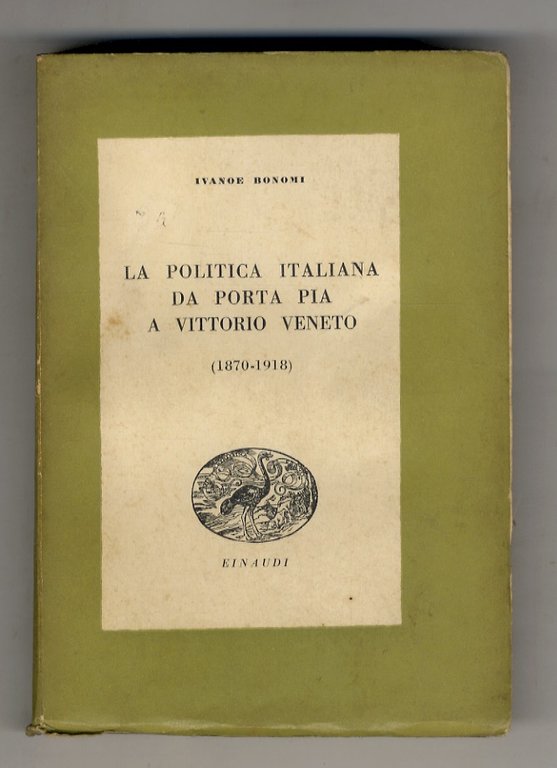 IVANOE BONOMI
LA POLITICA ITALIANA
DA PORTA PIA
A VITTORIO VENETO
(1870-1918)
EINAUDI